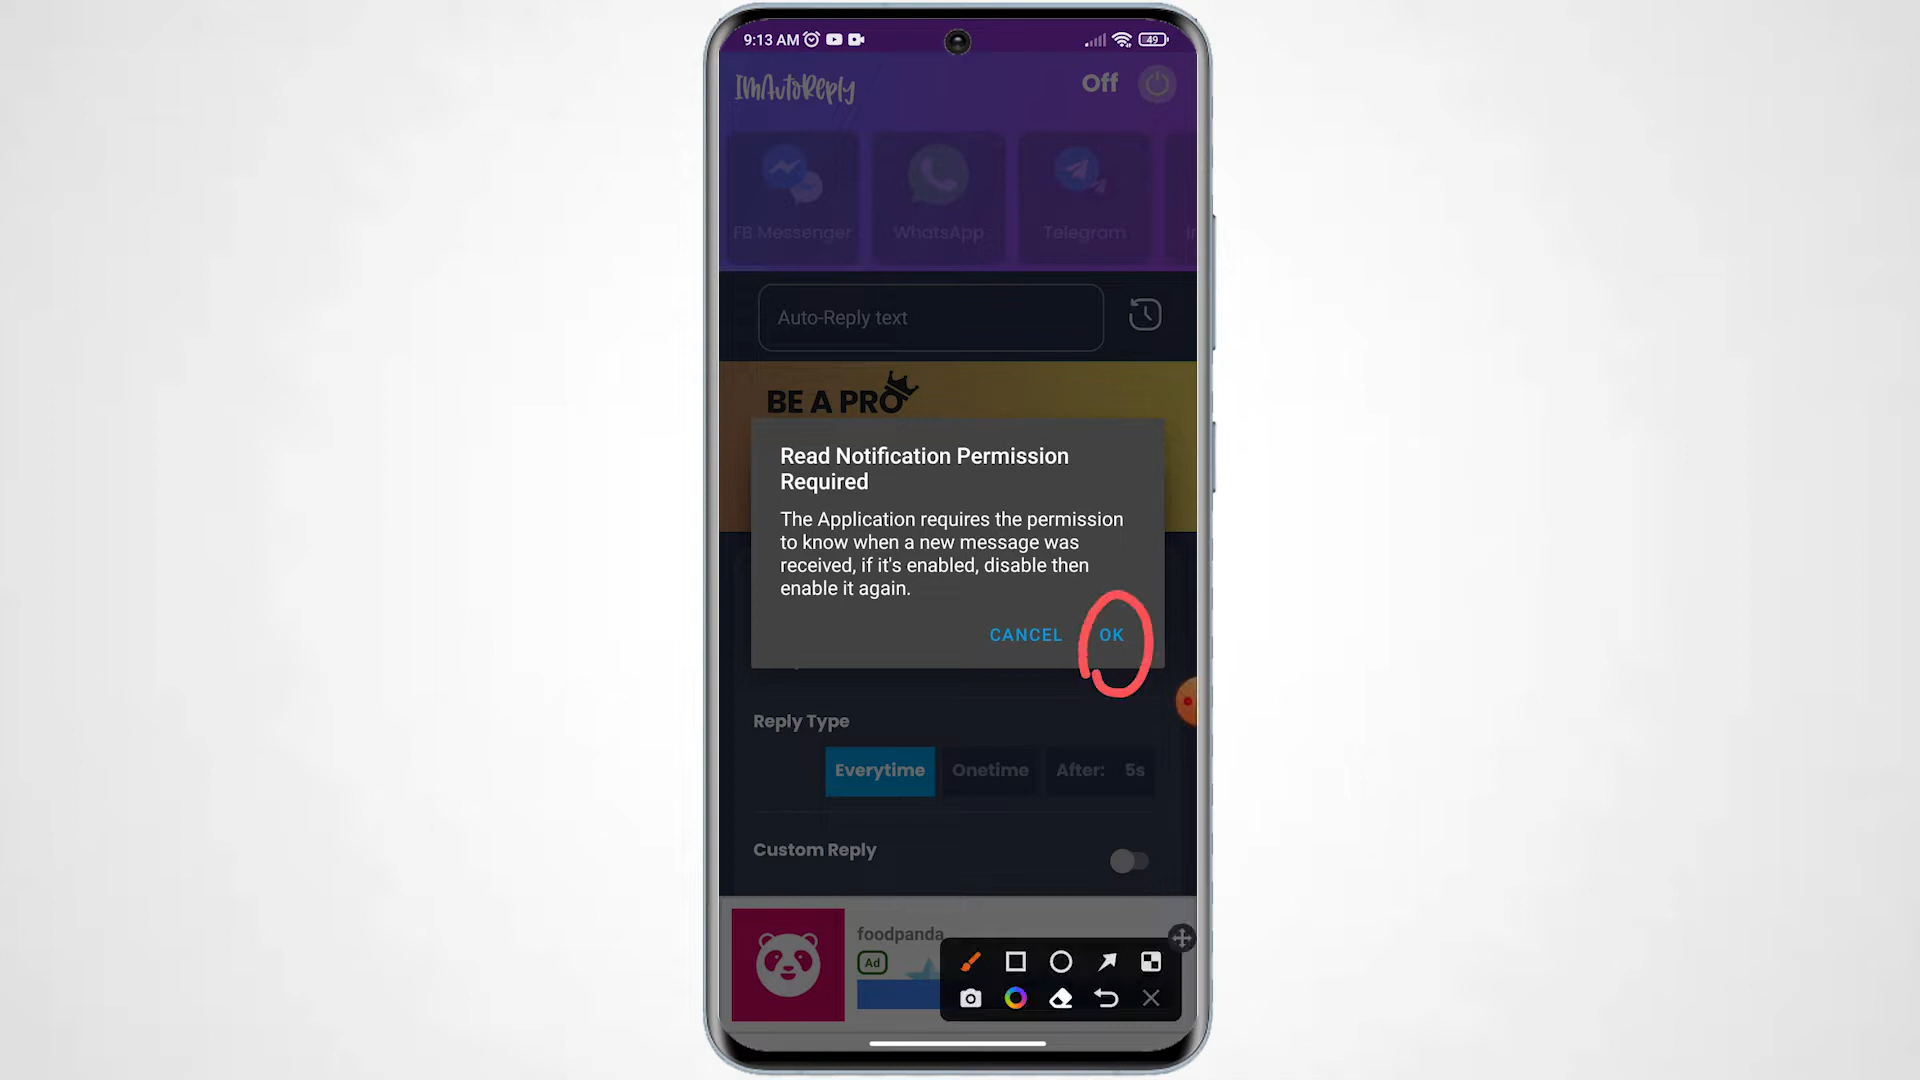 9:13 AM
49
IMAutoReply
Off
FB Messenger
WhatsApp
Telegram
Auto-Reply text
BE A PRO
Read Notification Permission
Required
The Application requires the permission
to know when a new message was
received, if it's enabled, disable then
enable it again.
CANCEL
OK
Reply Type
Everytime
Onetime
After: 5s
Custom Reply
foodpanda
Ad